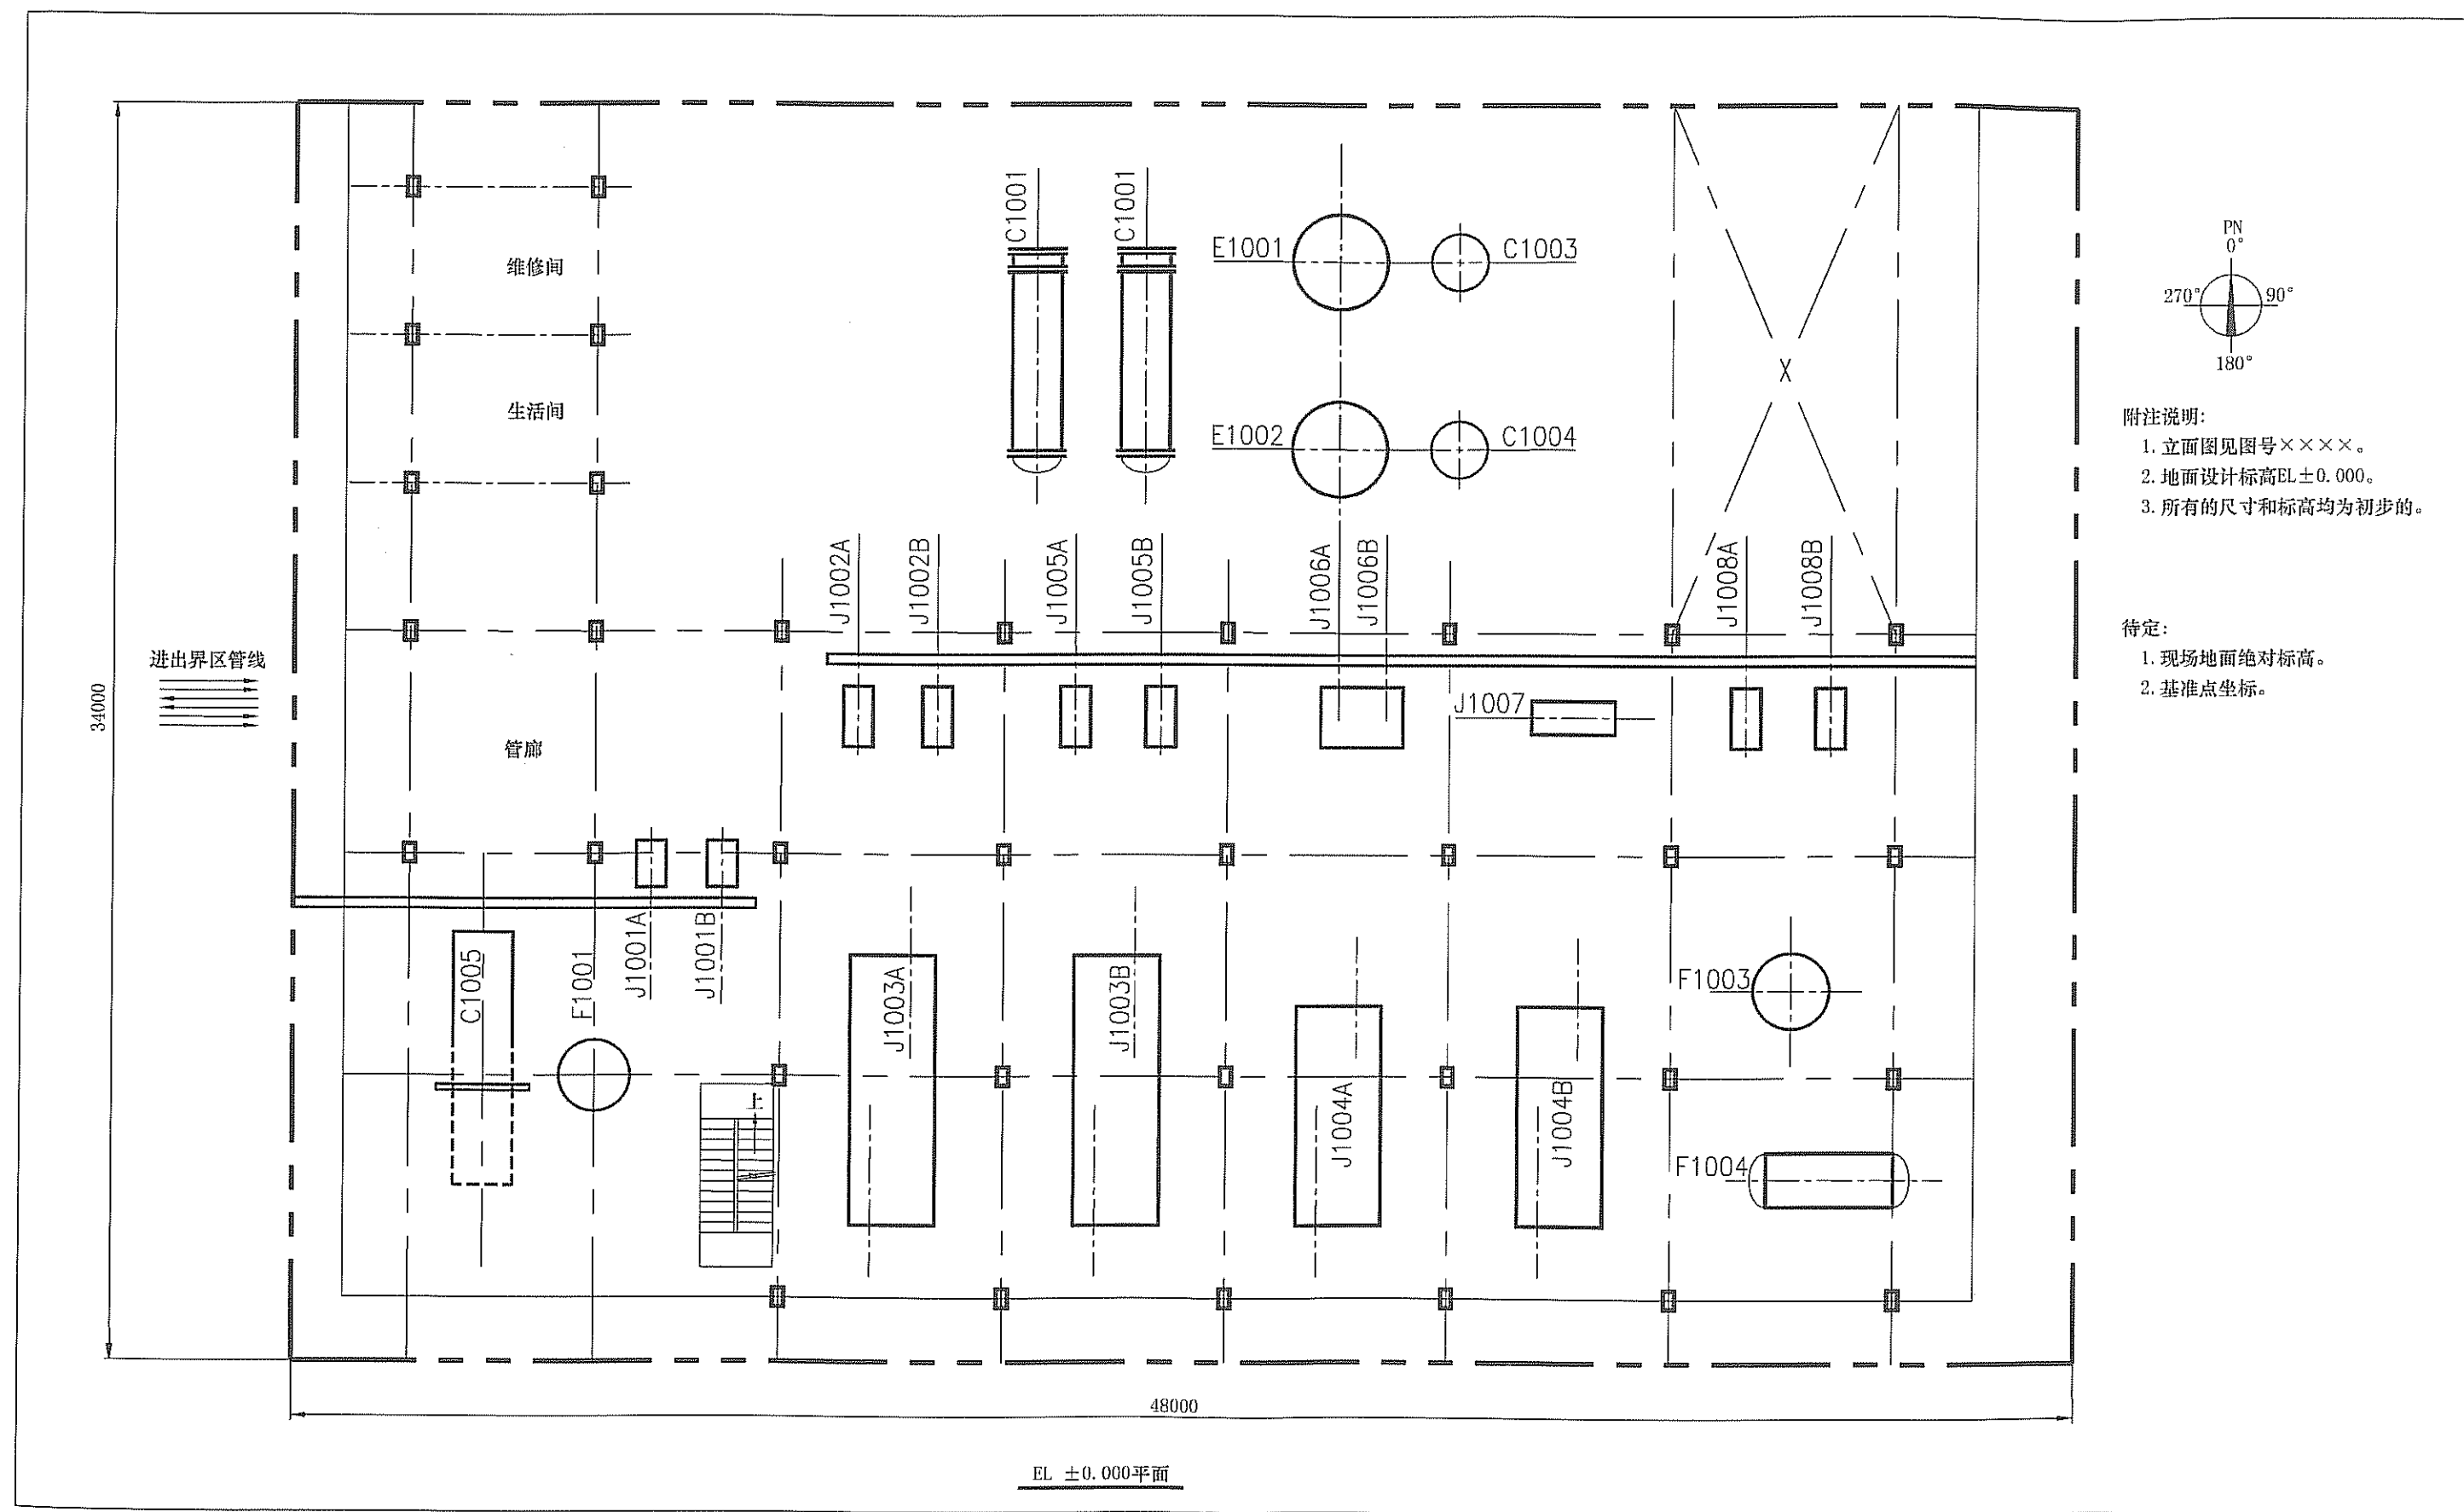 C1001
C1001
E1001
C1003
维修间
生活间
E1002
C1004
X
PN
0°
270°
90°
180°
附注说明:
1. 立面图见图号××××。
2. 地面设计标高EL±0.000。
3. 所有的尺寸和标高均为初步的。
待定:
1. 现场地面绝对标高。
2. 基准点坐标。
J1002A
J1002B
J1005A
J1005B
J1006A
J1006B
J1008A
J1008B
进出界区管线
34000
管廊
J1007
J1001A
J1001B
C1005
F1001
J1003A
J1003B
J1004A
J1004B
F1003
F1004
上
48000
EL ±0.000平面